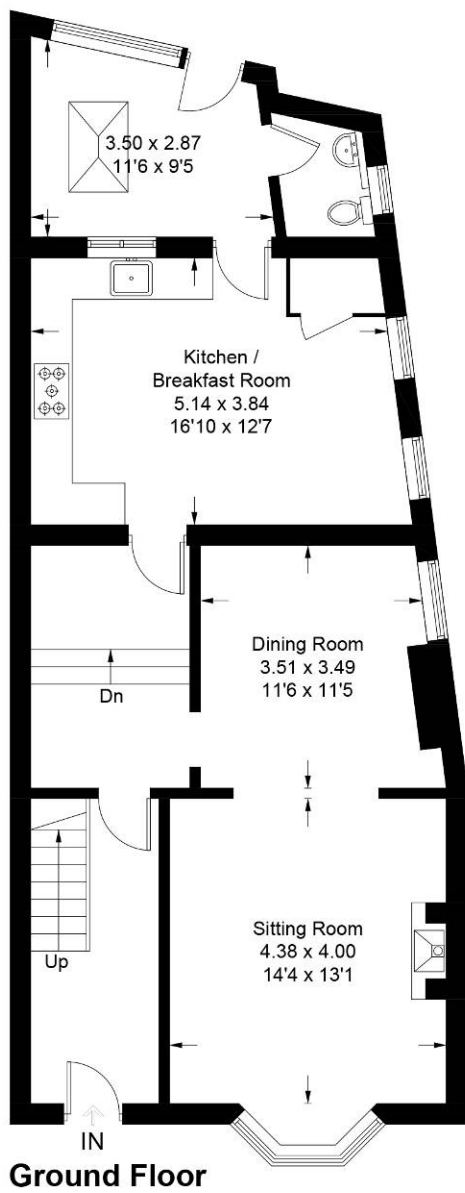 3.50 x 2.87
11'6 x 9'5
Kitchen /
Breakfast Room
5.14 x 3.84
16'10 x 12'7
Dining Room
3.51 x 3.49
11'6 x 11'5
Dn
Sitting Room
4.38 x 4.00
14'4 x 13'1
Up
IN
Ground Floor